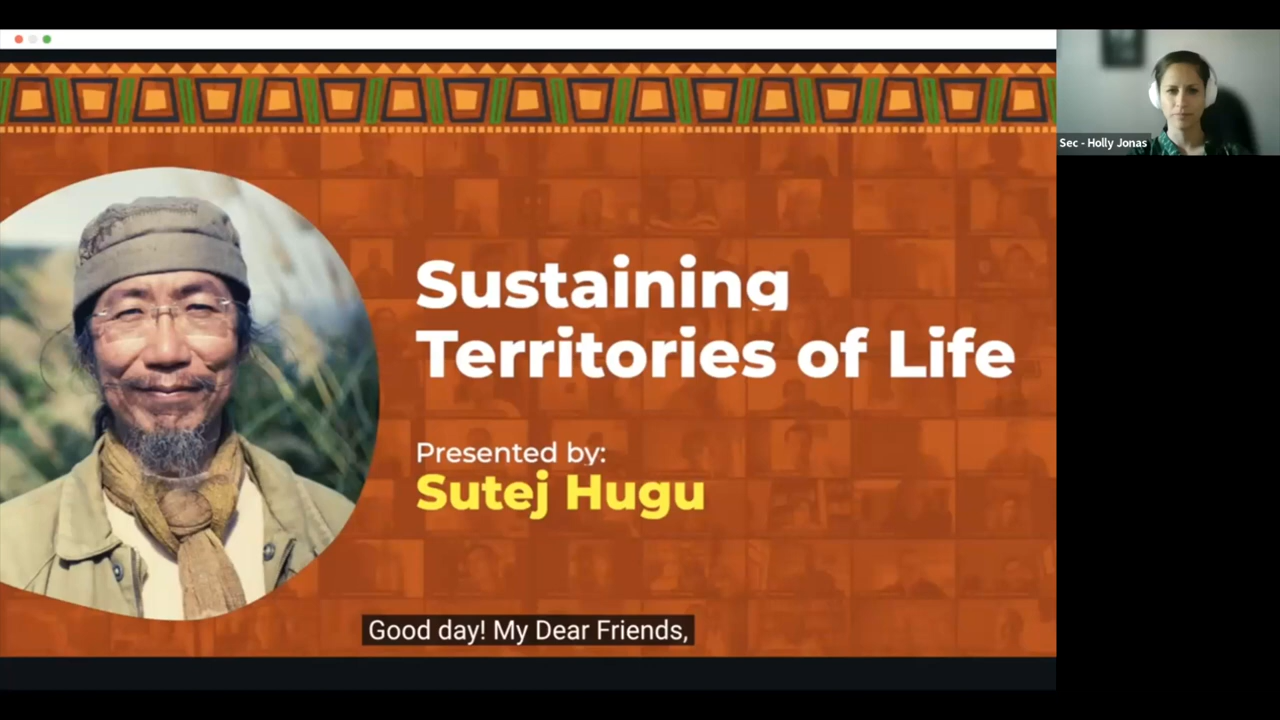 Sustaining
Territories of Life
Presented by:
Sutej Hugu
Good day! My Dear Friends,
Sec - Holly Jonas